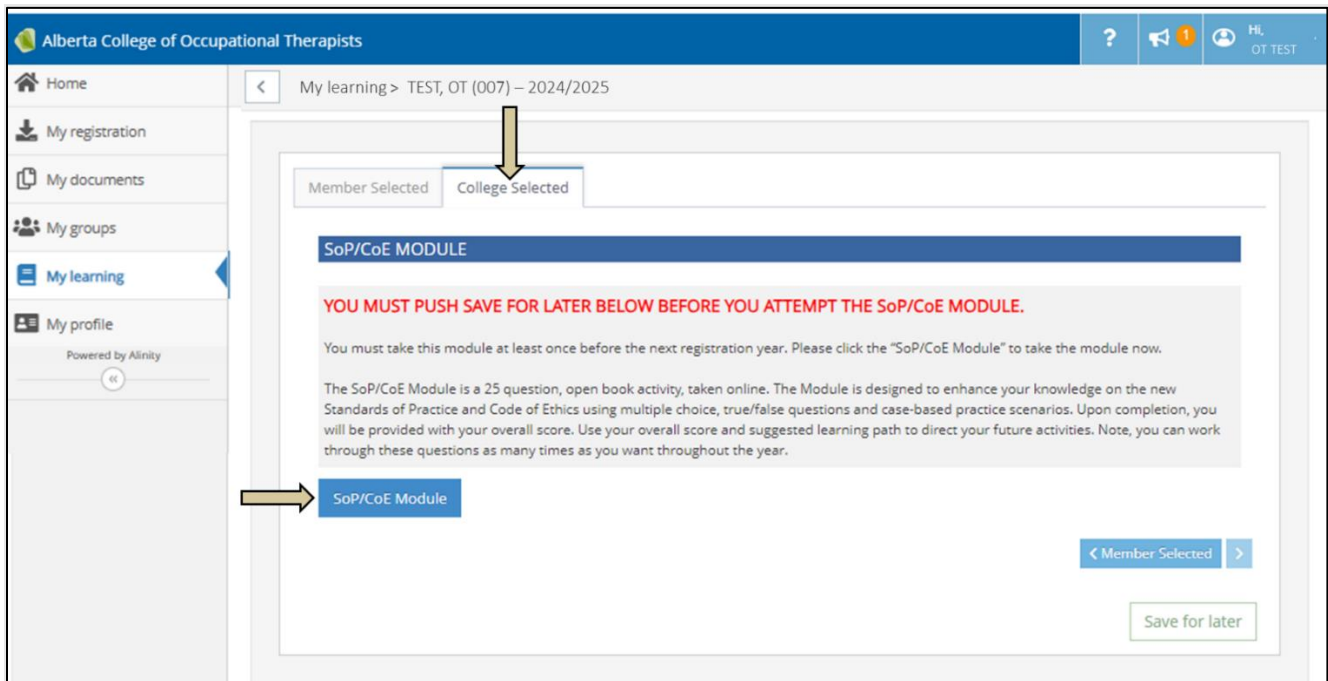 Alberta College of Occupational Therapists
?
1
Hi,
OT TEST
Home
My registration
My documents
My groups
My learning
My profile
Powered by Alinity
«
< My learning > TEST, OT (007) – 2024/2025
Member Selected
College Selected
SoP/CoE MODULE
YOU MUST PUSH SAVE FOR LATER BELOW BEFORE YOU ATTEMPT THE SoP/CoE MODULE.
You must take this module at least once before the next registration year. Please click the “SoP/CoE Module” to take the module now.
The SoP/CoE Module is a 25 question, open book activity, taken online. The Module is designed to enhance your knowledge on the new
Standards of Practice and Code of Ethics using multiple choice, true/false questions and case-based practice scenarios. Upon completion, you
will be provided with your overall score. Use your overall score and suggested learning path to direct your future activities. Note, you can work
through these questions as many times as you want throughout the year.
SoP/CoE Module
< Member Selected >
Save for later